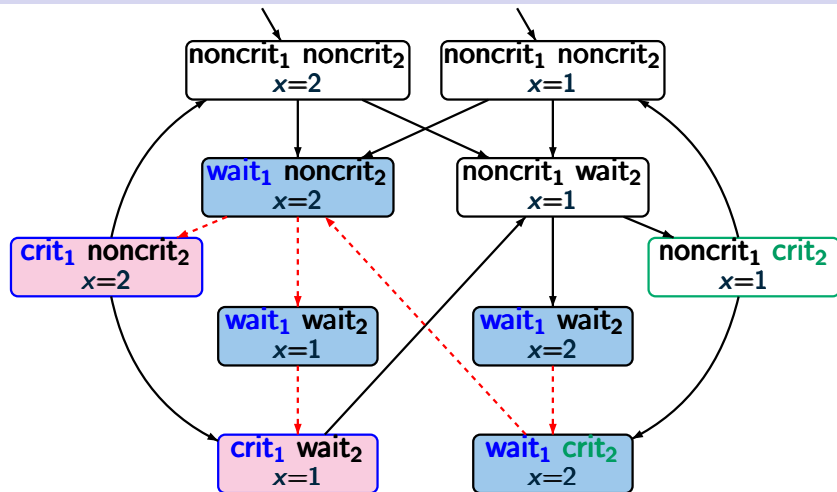 noncrit₁ noncrit₂
x=2
noncrit₁ noncrit₂
x=1
wait₁ noncrit₂
x=2
noncrit₁ wait₂
x=1
crit₁ noncrit₂
x=2
noncrit₁ crit₂
x=1
wait₁ wait₂
x=1
wait₁ wait₂
x=2
crit₁ wait₂
x=1
wait₁ crit₂
x=2